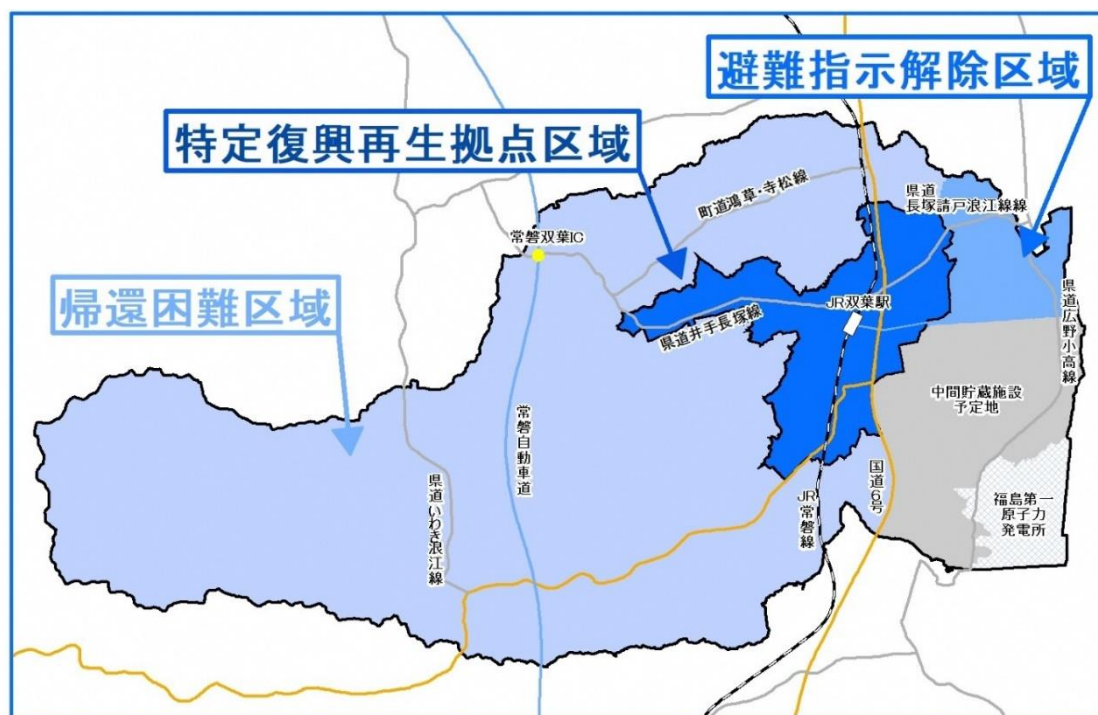 避難指示解除区域
特定復興再生拠点区域
県道
長塚請戸浪江線線
町道鴻草・寺松線
常磐双葉IC
帰還困難区域
JR双葉駅
県道井手長塚線
県道広野小高線
中間貯蔵施設
予定地
常磐自動車道
県道いわき浪江線
国道6号
JR常磐線
福島第一
原子力
発電所